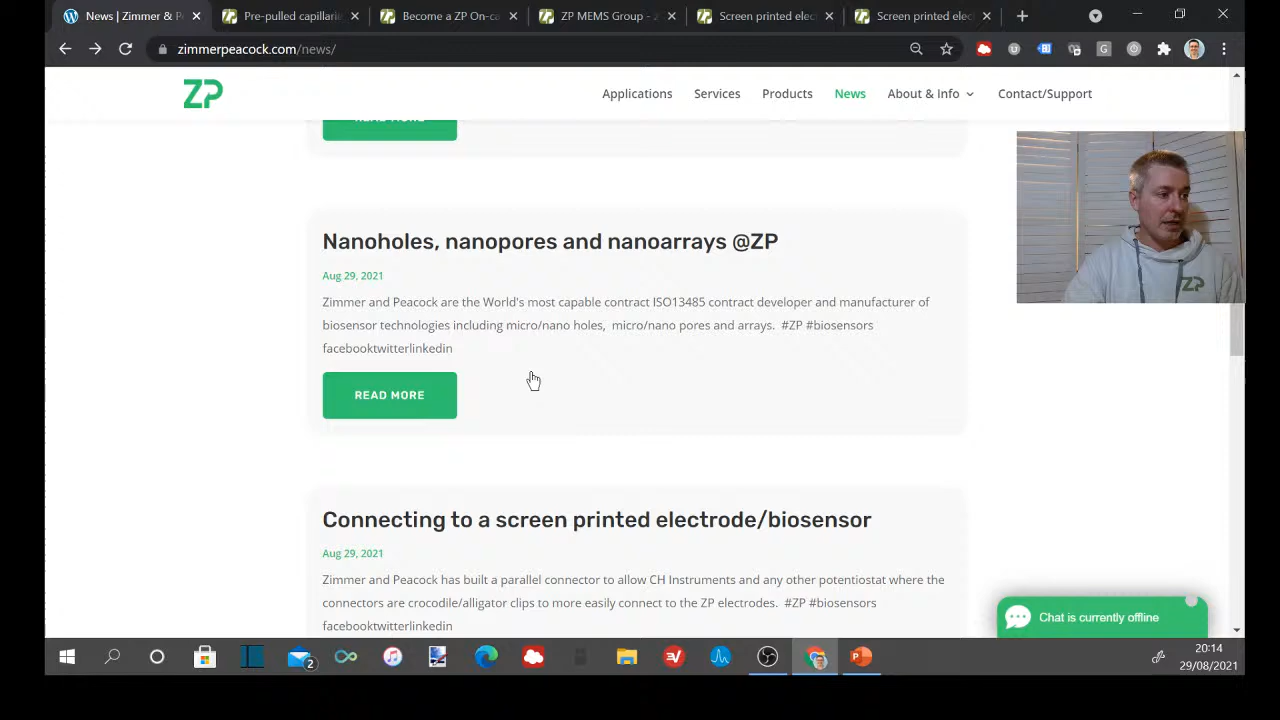 News | Zimmer & P
Pre-pulled capillari
Become a ZP On-ca
ZP MEMS Group - z
Screen printed elec
Screen printed elec
zimmerpeacock.com/news/
ZP
Applications
Services
Products
News
About & Info
Contact/Support
READ MORE
Nanoholes, nanopores and nanoarrays @ZP
Aug 29, 2021
Zimmer and Peacock are the World's most capable contract ISO13485 contract developer and manufacturer of
biosensor technologies including micro/nano holes, micro/nano pores and arrays. #ZP #biosensors
facebooktwitterlinkedin
READ MORE
Connecting to a screen printed electrode/biosensor
Aug 29, 2021
Zimmer and Peacock has built a parallel connector to allow CH Instruments and any other potentiostat where the
connectors are crocodile/alligator clips to more easily connect to the ZP electrodes. #ZP #biosensors
facebooktwitterlinkedin
ZP
Chat is currently offline
2
20:14
29/08/2021